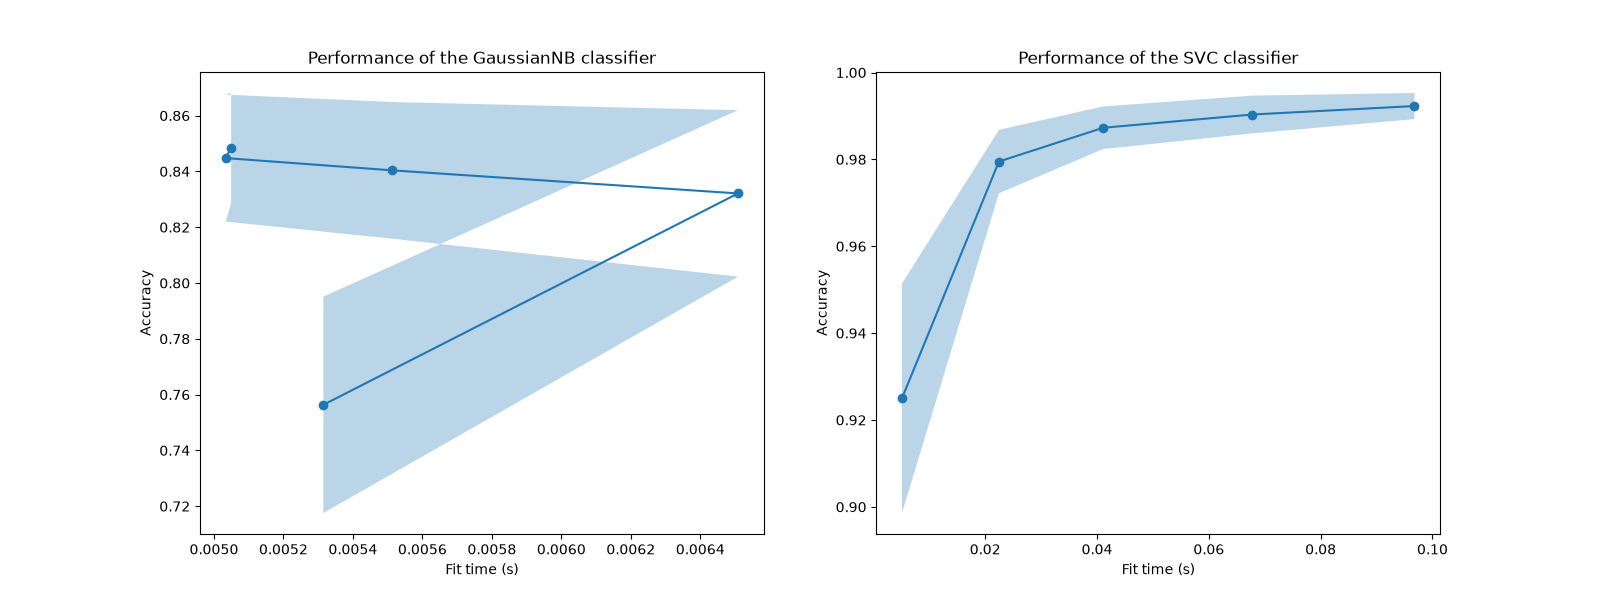 Performance of the GaussianNB classifier
Accuracy
0.86
0.84
0.82
0.80
0.78
0.76
0.74
0.72
0.0050 0.0052 0.0054 0.0056 0.0058 0.0060 0.0062 0.0064
Fit time (s)
Performance of the SVC classifier
Accuracy
1.00
0.98
0.96
0.94
0.92
0.90
0.02 0.04 0.06 0.08 0.10
Fit time (s)